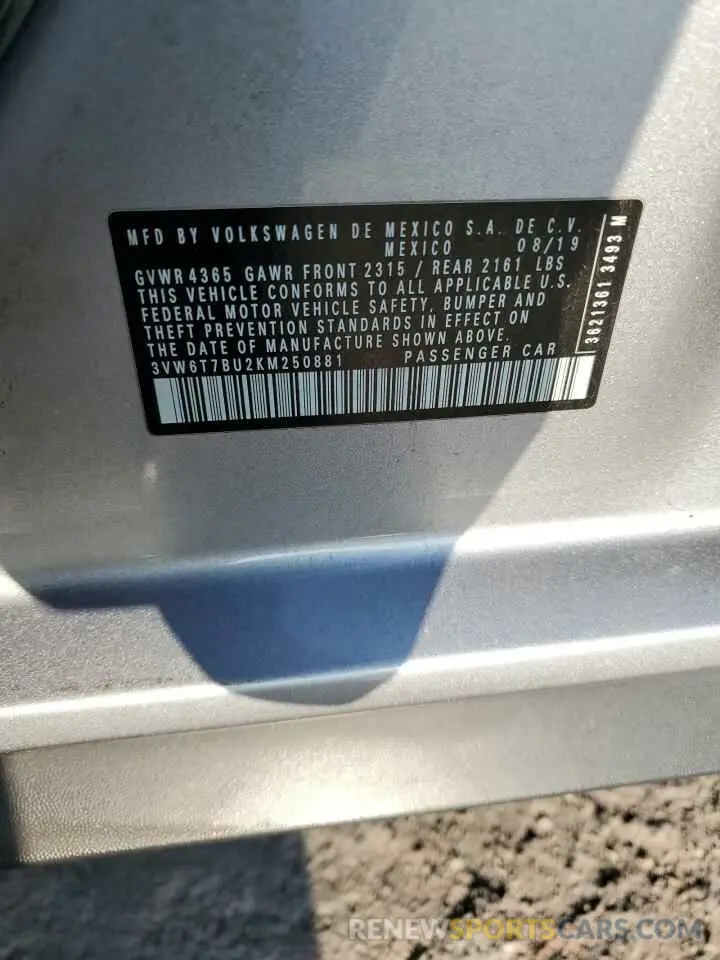 MFD BY VOLKSWAGEN DE MEXICO S.A. DE C.V.
MEXICO 08/19
GVWR 4365 GAWR FRONT 2315 / REAR 2161 LBS
THIS VEHICLE CONFORMS TO ALL APPLICABLE U.S.
FEDERAL MOTOR VEHICLE SAFETY, BUMPER AND
THEFT PREVENTION STANDARDS IN EFFECT ON
THE DATE OF MANUFACTURE SHOWN ABOVE.
3VW6T7BU2KM250881 PASSENGER CAR
3621361 3493 M
RENEWSPORTSCARS.COM